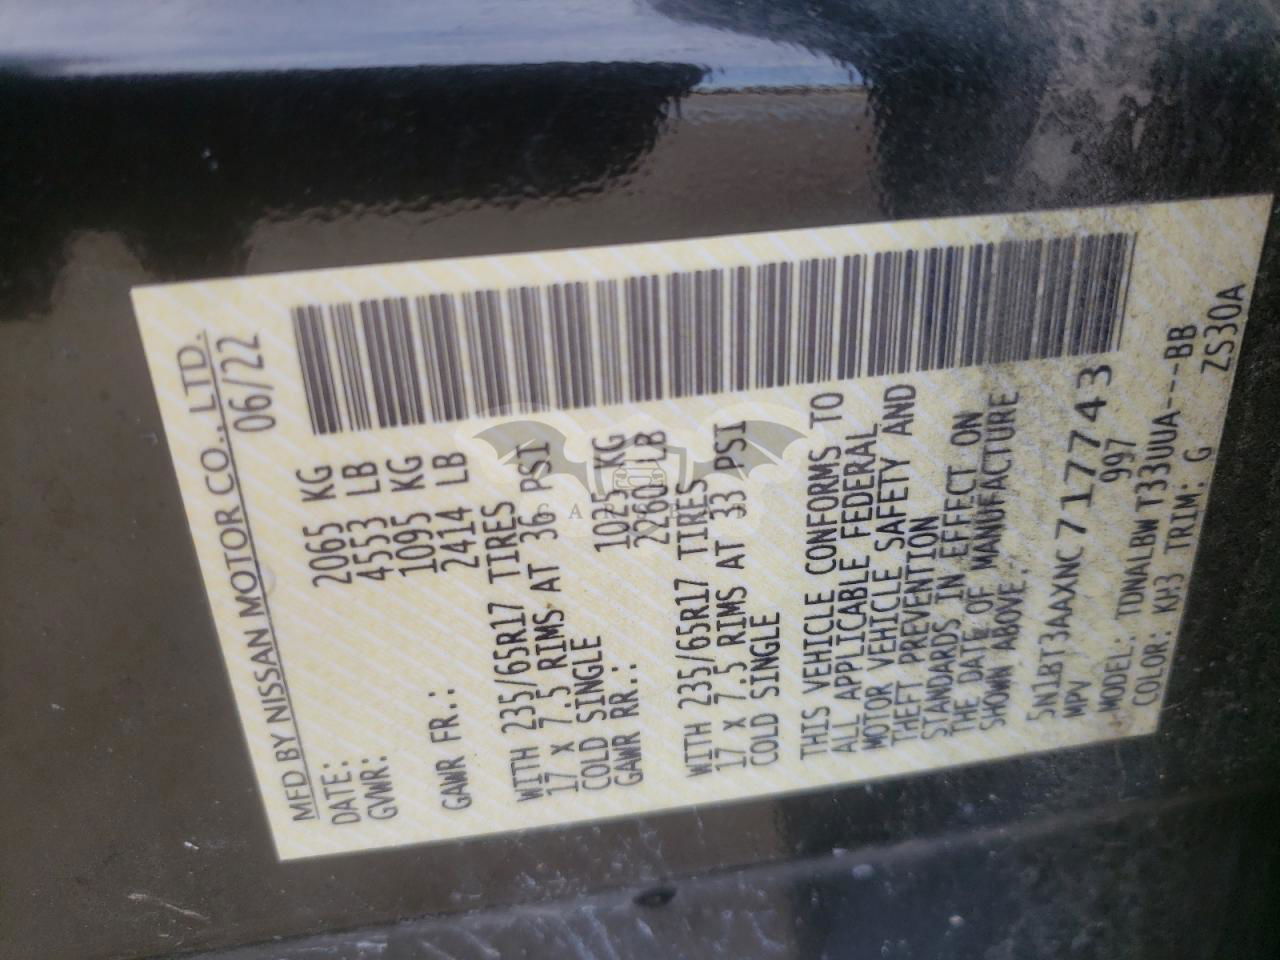 MFD BY NISSAN MOTOR CO., LTD.
DATE: 06/22
GVWR: 2065 KG
4553 LB
GAWR FR.: 1095 KG
2414 LB
WITH 235/65R17 TIRES
17 X 7.5 RIMS AT 36 PSI
COLD SINGLE
GAWR RR.: 1025 KG
2260 LB
WITH 235/65R17 TIRES
17 X 7.5 RIMS AT 33 PSI
COLD SINGLE
THIS VEHICLE CONFORMS TO
ALL APPLICABLE FEDERAL
MOTOR VEHICLE SAFETY AND
THEFT PREVENTION
STANDARDS IN EFFECT ON
THE DATE OF MANUFACTURE
SHOWN ABOVE.
5N1BT3AAXNC717743
MPV 997
MODEL: TDNALBWT33UUA---BB
COLOR: KH3 TRIM: G ZS30A